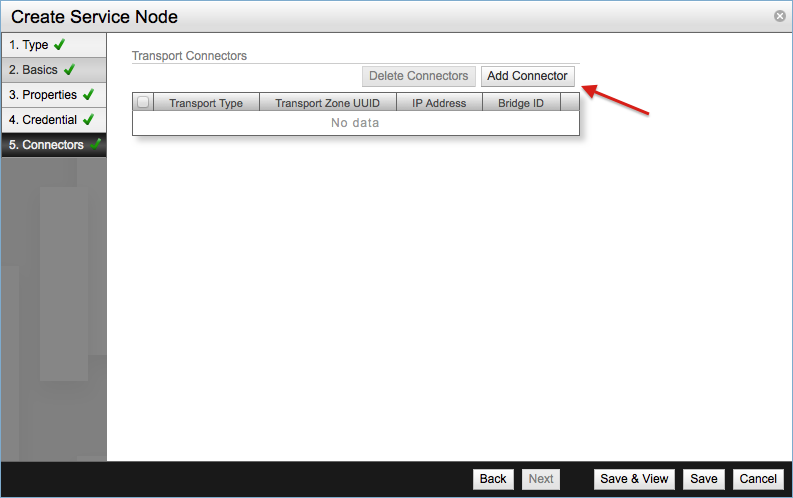 Create Service Node
1. Type
2. Basics
3. Properties
4. Credential
5. Connectors
Transport Connectors
Delete Connectors Add Connector
Transport Type Transport Zone UUID IP Address Bridge ID
No data
Back Next Save & View Save Cancel